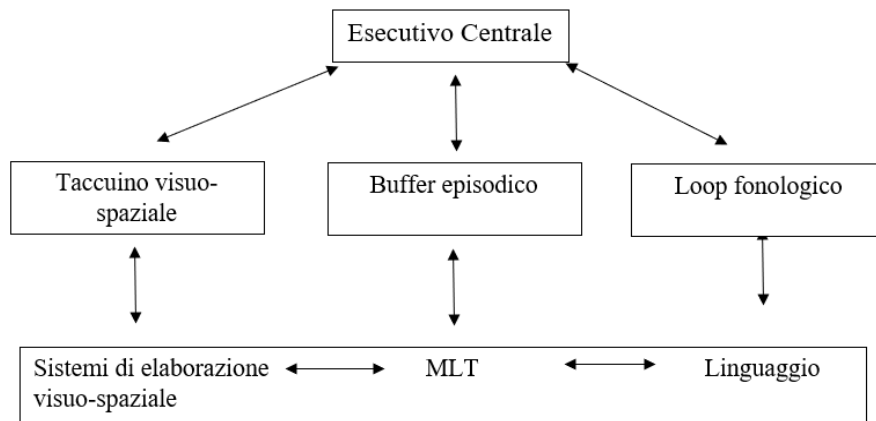 Esecutivo Centrale
Taccuino visuo-
spaziale
Buffer episodico
Loop fonologico
Sistemi di elaborazione
visuo-spaziale
MLT
Linguaggio